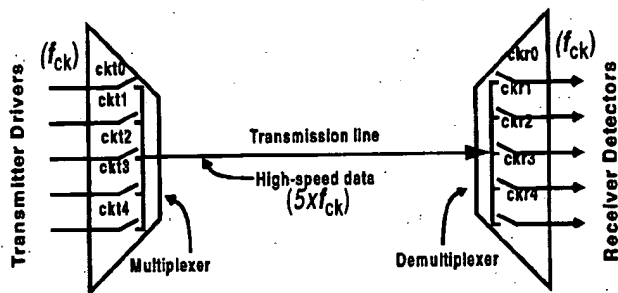 Transmitter Drivers
(fck)
ckt0
ckt1
ckt2
ckt3
ckt4
Multiplexer
Transmission line
High-speed data
(5xfck)
Demultiplexer
ckr0
ckr1
ckr2
ckr3
ckr4
(fck)
Receiver Detectors